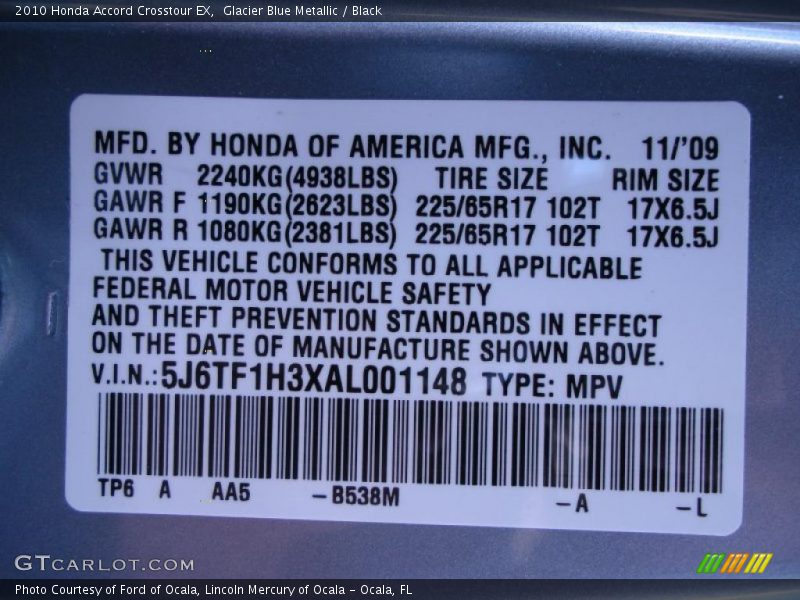 2010 Honda Accord Crosstour EX, Glacier Blue Metallic / Black
MFD. BY HONDA OF AMERICA MFG., INC. 11/'09
GVWR 2240KG(4938LBS) TIRE SIZE RIM SIZE
GAWR F 1190KG(2623LBS) 225/65R17 102T 17X6.5J
GAWR R 1080KG(2381LBS) 225/65R17 102T 17X6.5J
THIS VEHICLE CONFORMS TO ALL APPLICABLE
FEDERAL MOTOR VEHICLE SAFETY
AND THEFT PREVENTION STANDARDS IN EFFECT
ON THE DATE OF MANUFACTURE SHOWN ABOVE.
V.I.N.:5J6TF1H3XAL001148 TYPE: MPV
TP6 A AA5 -B538M -A -L
GTCARLOT.COM
Photo Courtesy of Ford of Ocala, Lincoln Mercury of Ocala - Ocala, FL